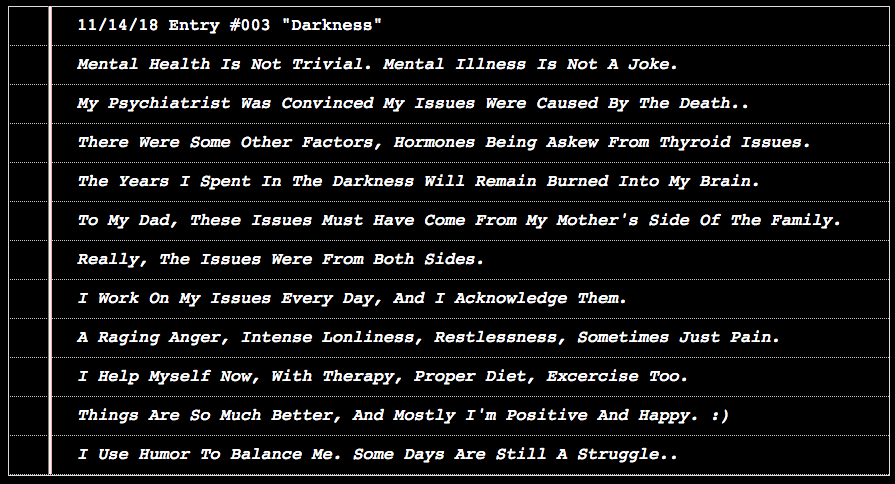 11/14/18 Entry #003 "Darkness"
Mental Health Is Not Trivial. Mental Illness Is Not A Joke.
My Psychiatrist Was Convinced My Issues Were Caused By The Death..
There Were Some Other Factors, Hormones Being Askew From Thyroid Issues.
The Years I Spent In The Darkness Will Remain Burned Into My Brain.
To My Dad, These Issues Must Have Come From My Mother's Side Of The Family.
Really, The Issues Were From Both Sides.
I Work On My Issues Every Day, And I Acknowledge Them.
A Raging Anger, Intense Lonliness, Restlessness, Sometimes Just Pain.
I Help Myself Now, With Therapy, Proper Diet, Excercise Too.
Things Are So Much Better, And Mostly I'm Positive And Happy. :)
I Use Humor To Balance Me. Some Days Are Still A Struggle..